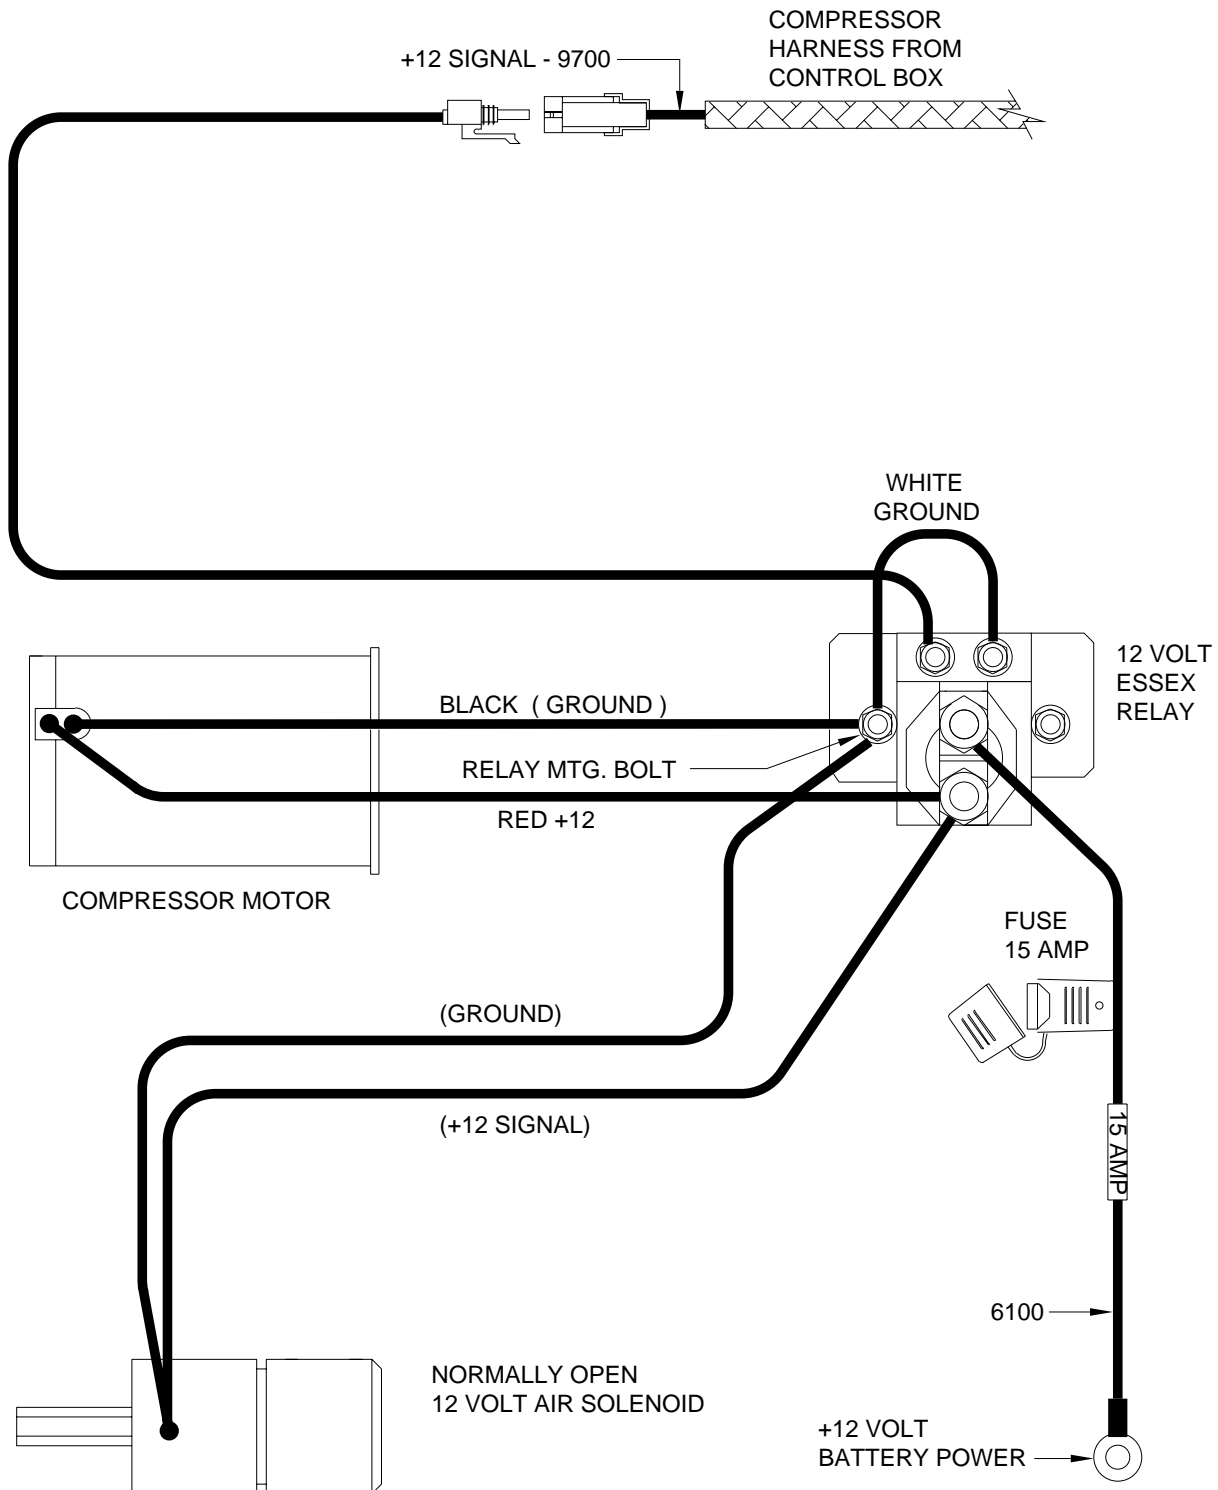 COMPRESSOR
HARNESS FROM
CONTROL BOX
+12 SIGNAL - 9700
WHITE
GROUND
12 VOLT
ESSEX
RELAY
BLACK ( GROUND )
RELAY MTG. BOLT
RED +12
COMPRESSOR MOTOR
FUSE
15 AMP
(GROUND)
(+12 SIGNAL)
15 AMP
6100
NORMALLY OPEN
12 VOLT AIR SOLENOID
+12 VOLT
BATTERY POWER